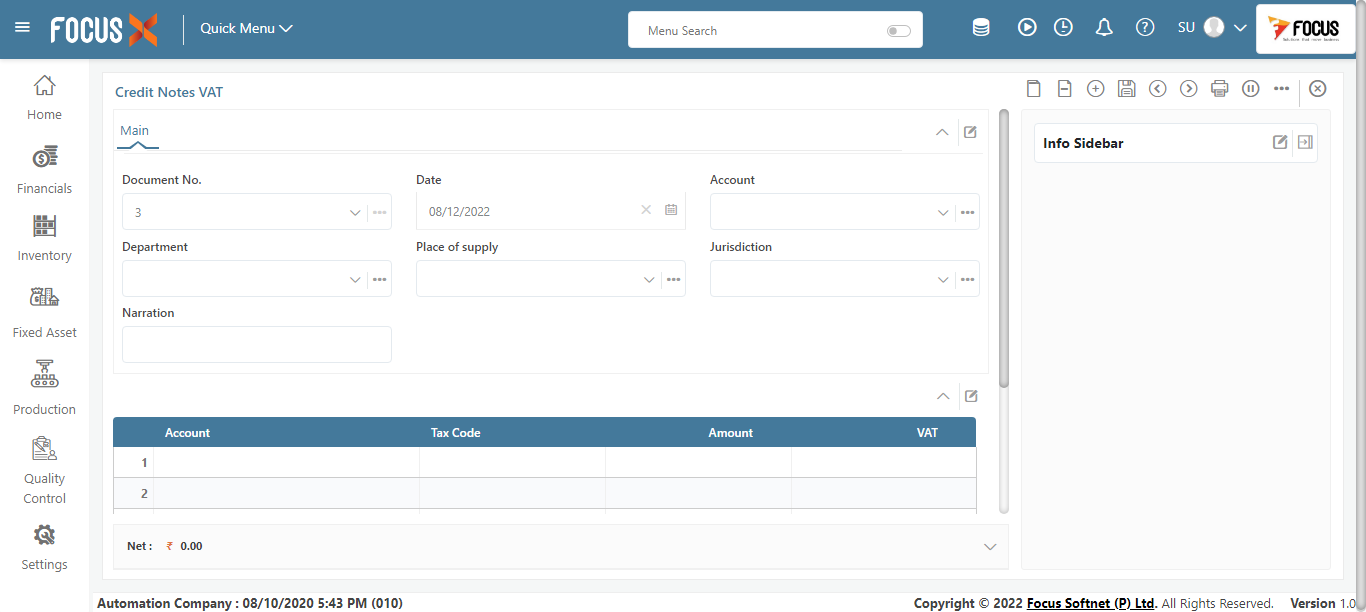 FOCUS X
Quick Menu
Menu Search
SU
FOCUS
Home
Financials
Inventory
Fixed Asset
Production
Quality
Control
Settings
Credit Notes VAT
Main
Document No.
Date
Account
3
08/12/2022
Department
Place of supply
Jurisdiction
Narration
Account
Tax Code
Amount
VAT
1
2
Net : ₹ 0.00
Info Sidebar
Automation Company : 08/10/2020 5:43 PM (010)
Copyright © 2022 Focus Softnet (P) Ltd. All Rights Reserved. Version 1.0